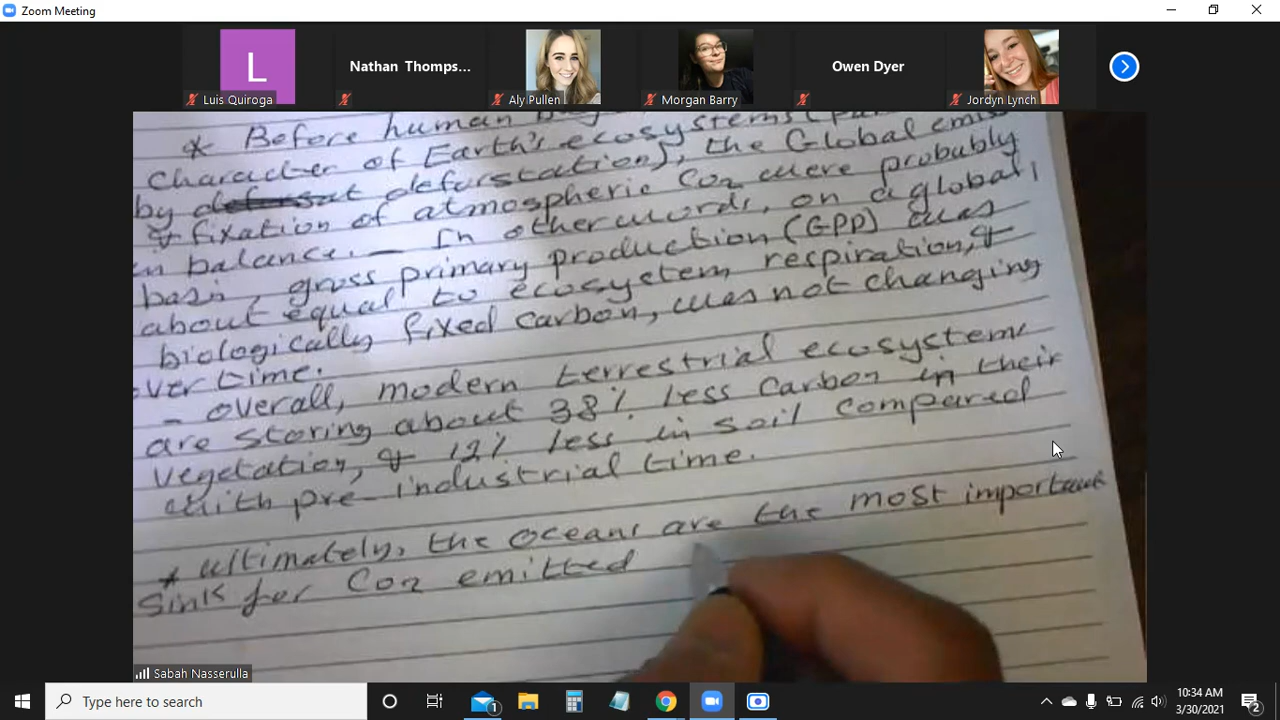 Zoom Meeting
L
Luis Quiroga
Nathan Thomps...
Aly Pullen
Morgan Barry
Owen Dyer
Jordyn Lynch
* Before human
character of Earth's ecosystems (
by deforstation), the Global
& fixation of atmospheric CO2 were probably
in balance. — In other words, on a global
basis, gross primary production (GPP) was
about equal to ecosystem respiration, &
biologically fixed carbon, was not changing
over time.
- Overall, modern terrestrial ecosystems
are storing about 38% less carbon in their
vegetation, & 12% less in soil compared
with pre-industrial time.
* Ultimately, the oceans are the most important
sink for CO2 emitted
Sabah Nasserulla
Type here to search
1
10:34 AM
3/30/2021
2